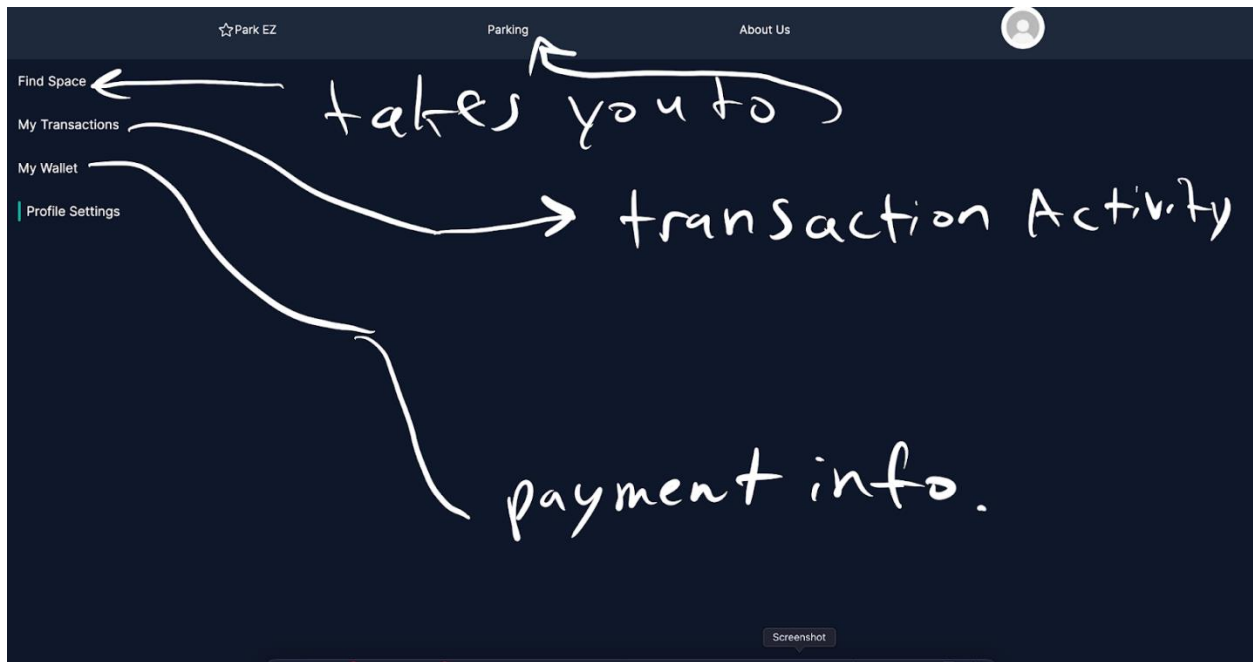 Park EZ Parking About Us
Find Space
takes you to
My Transactions
My Wallet
transaction Activity
Profile Settings
payment info.
Screenshot